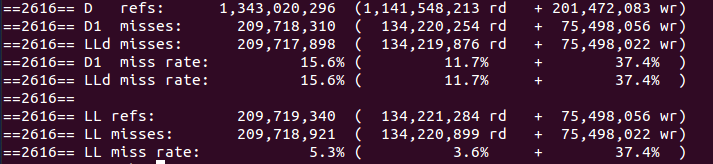 ==2616== D   refs:      1,343,020,296  (1,141,548,213 rd   + 201,472,083 wr)
==2616== D1  misses:      209,718,310  (  134,220,254 rd   +  75,498,056 wr)
==2616== LLd misses:      209,717,898  (  134,219,876 rd   +  75,498,022 wr)
==2616== D1  miss rate:          15.6% (         11.7%     +        37.4%  )
==2616== LLd miss rate:          15.6% (         11.7%     +        37.4%  )
==2616==
==2616== LL refs:         209,719,340  (  134,221,284 rd   +  75,498,056 wr)
==2616== LL misses:       209,718,921  (  134,220,899 rd   +  75,498,022 wr)
==2616== LL miss rate:            5.3% (          3.6%     +        37.4%  )